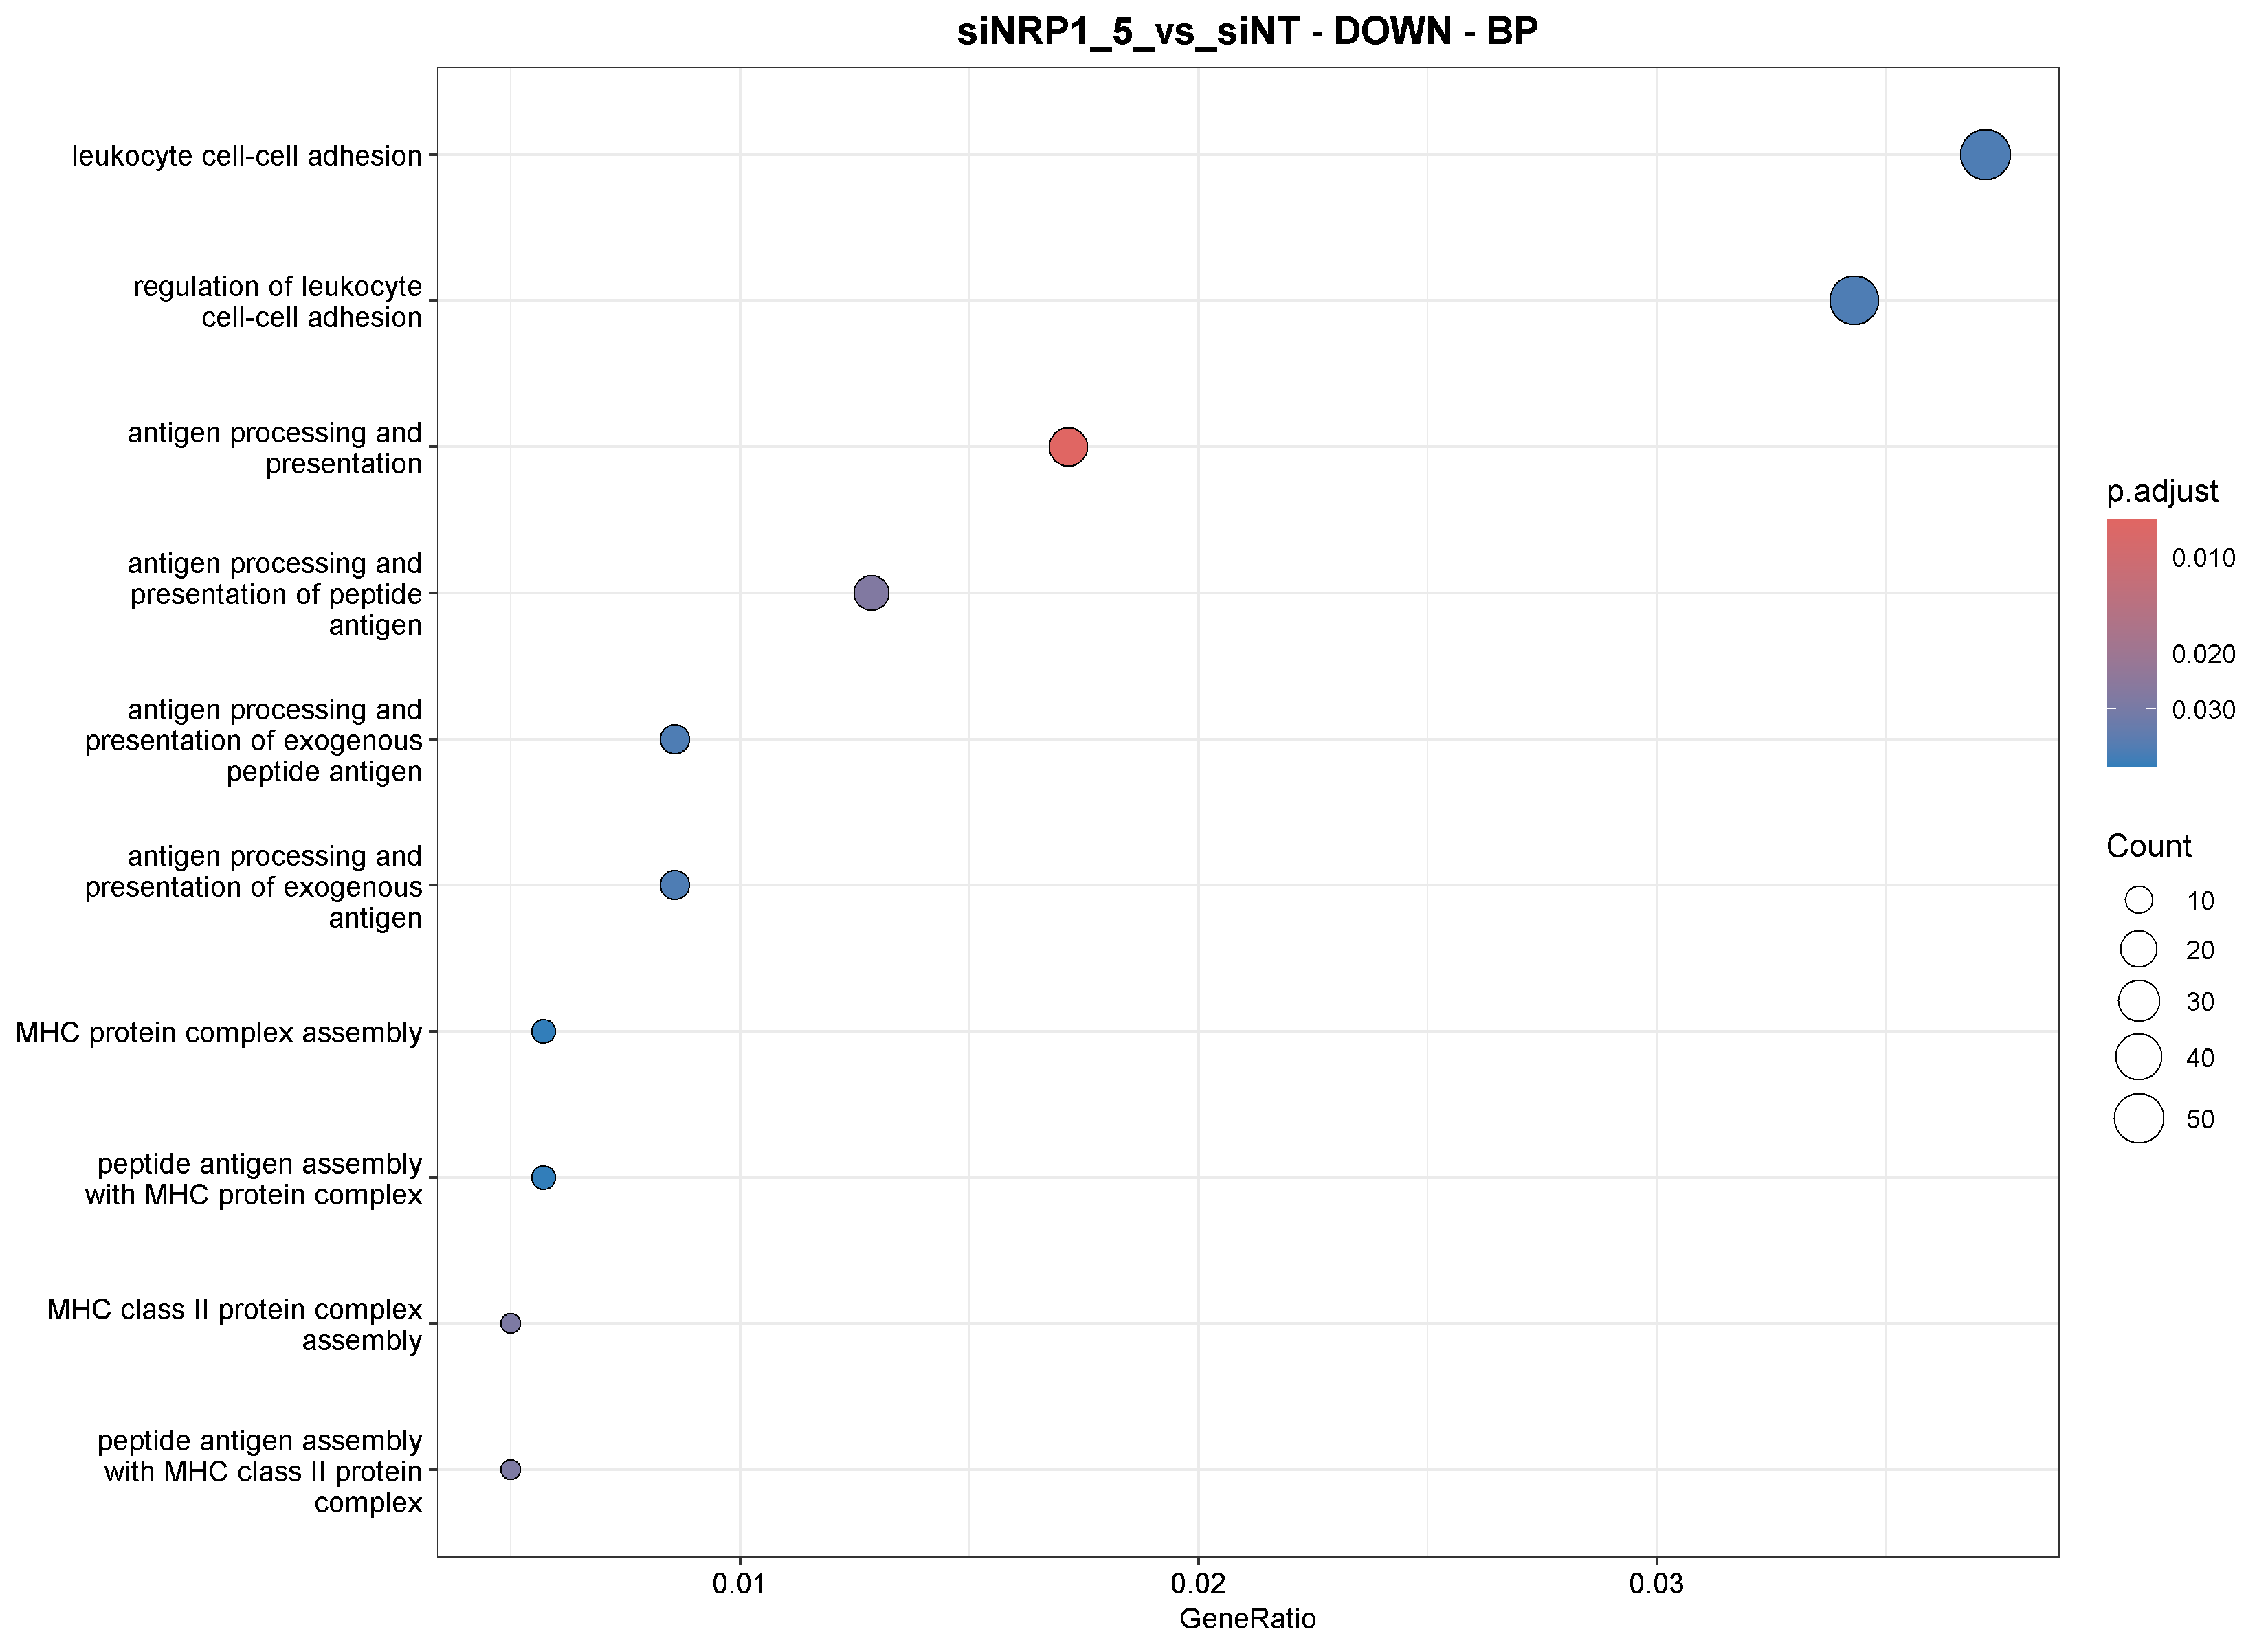 siNRP1_5_vs_siNT - DOWN - BP
leukocyte cell-cell adhesion
regulation of leukocyte
cell-cell adhesion
antigen processing and
presentation
antigen processing and
presentation of peptide
antigen
antigen processing and
presentation of exogenous
peptide antigen
antigen processing and
presentation of exogenous
antigen
MHC protein complex assembly
peptide antigen assembly
with MHC protein complex
MHC class II protein complex
assembly
peptide antigen assembly
with MHC class II protein
complex
0.01
0.02
0.03
GeneRatio
p.adjust
0.010
0.020
0.030
Count
10
20
30
40
50